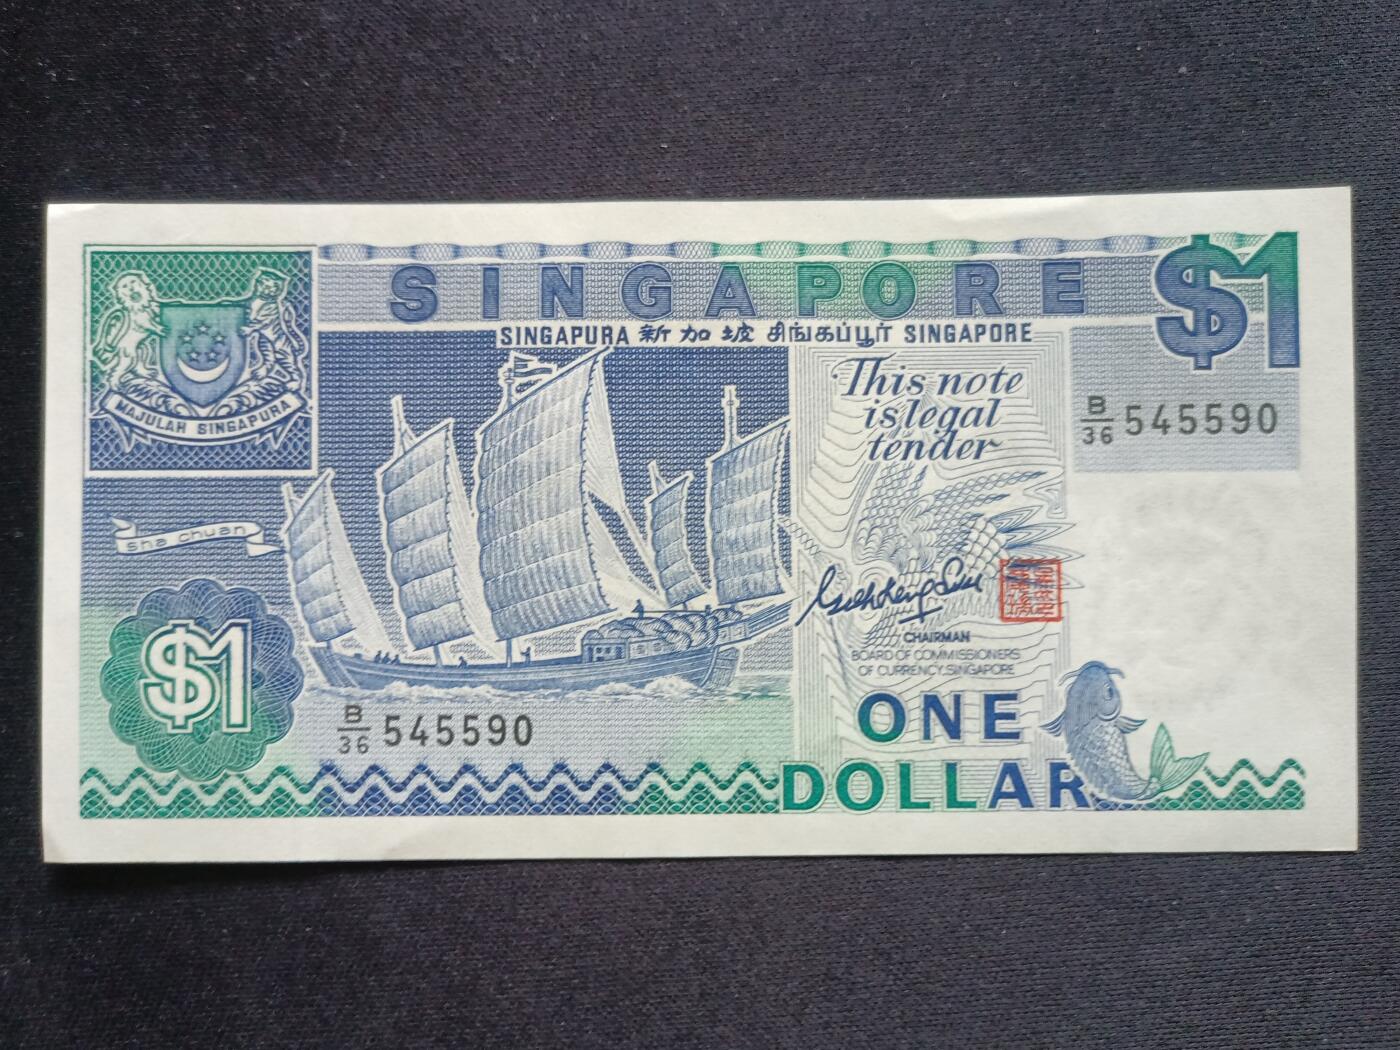 SINGAPORE
$1
SINGAPURA 新加坡 சிங்கப்பூர் SINGAPORE
MAJULAH SINGAPURA
This note
is legal
tender
B/36 545590
sha chuan
$1
CHAIRMAN
BOARD OF COMMISSIONERS
OF CURRENCY, SINGAPORE
B/36 545590
ONE
DOLLAR